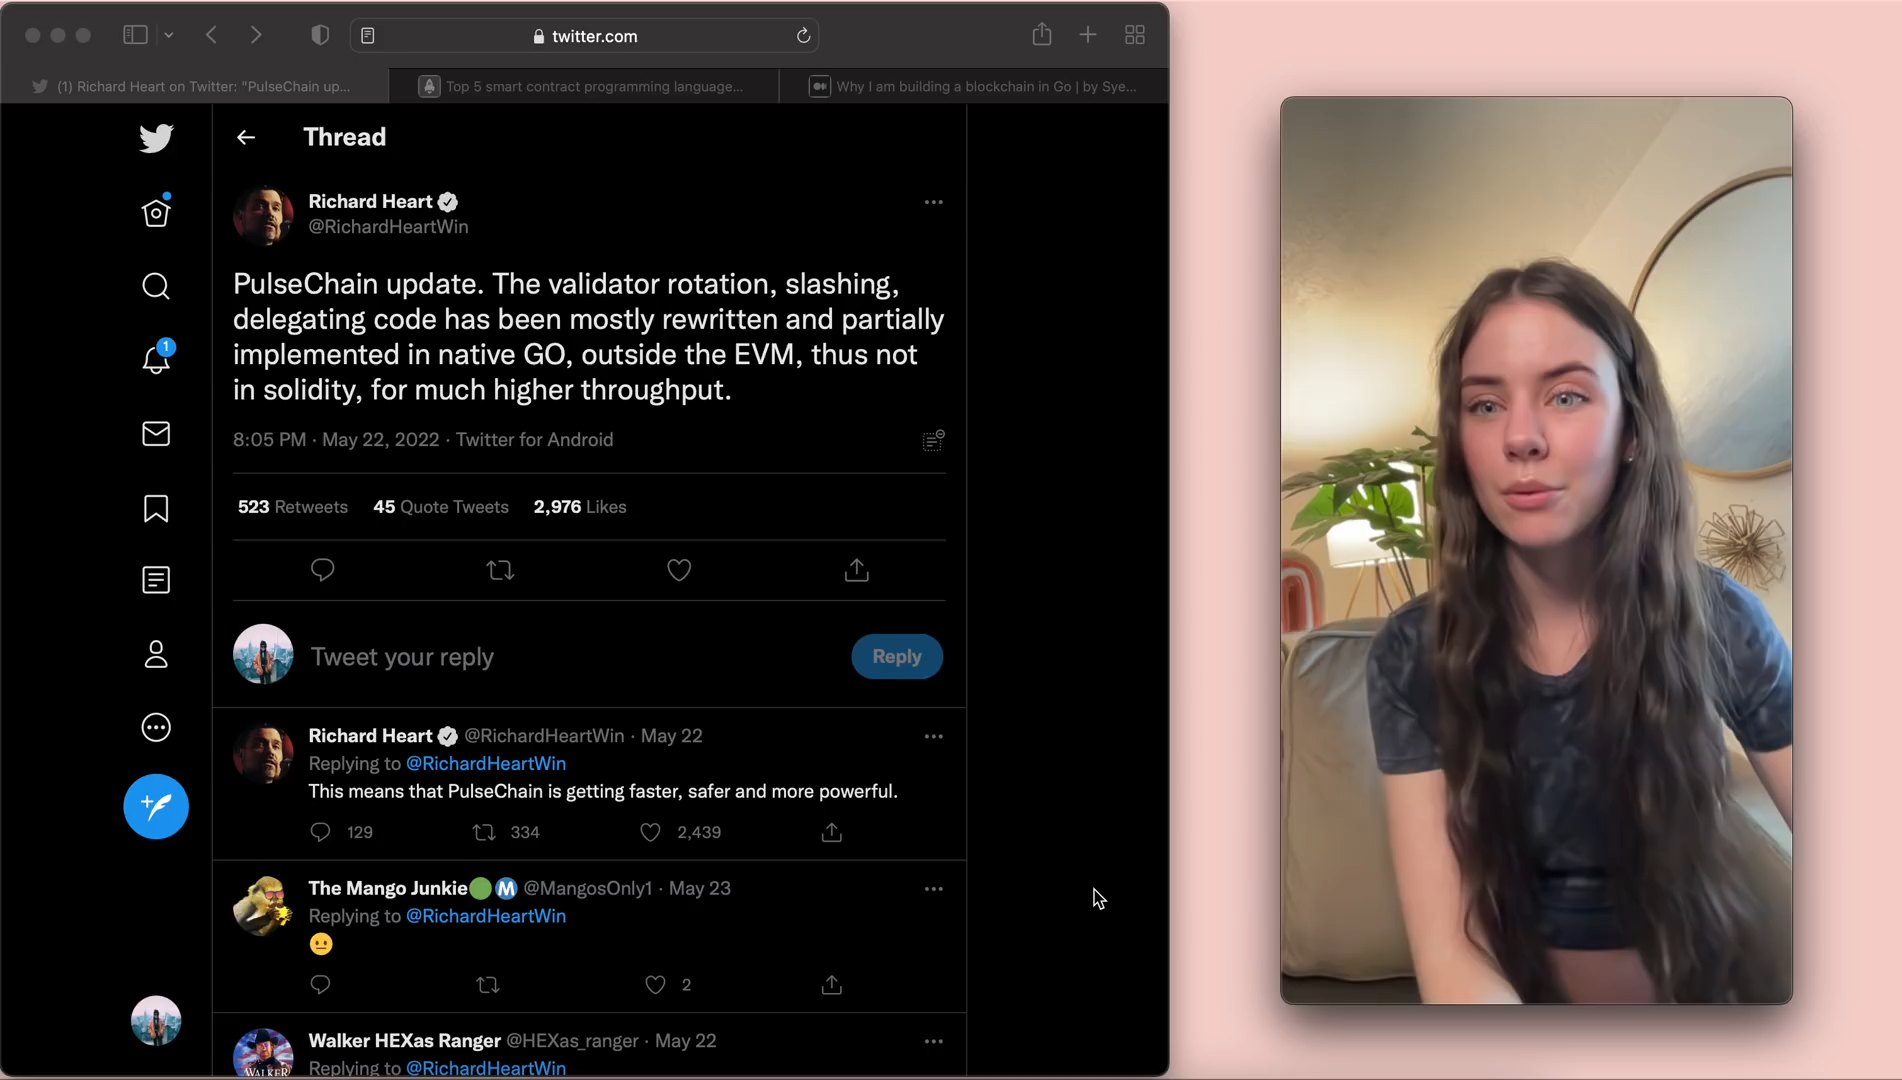 twitter.com
(1) Richard Heart on Twitter: "PulseChain up...
Top 5 smart contract programming language...
Why I am building a blockchain in Go | by Sye...
Thread
Richard Heart
@RichardHeartWin
PulseChain update. The validator rotation, slashing,
delegating code has been mostly rewritten and partially
implemented in native GO, outside the EVM, thus not
in solidity, for much higher throughput.
8:05 PM · May 22, 2022 · Twitter for Android
523 Retweets 45 Quote Tweets 2,976 Likes
1
Tweet your reply
Reply
Richard Heart @RichardHeartWin · May 22
Replying to @RichardHeartWin
This means that PulseChain is getting faster, safer and more powerful.
129 334 2,439
The Mango Junkie🟢Ⓜ @MangosOnly1 · May 23
Replying to @RichardHeartWin
😐
2
Walker HEXas Ranger @HEXas_ranger · May 22
Replying to @RichardHeartWin
WALKER